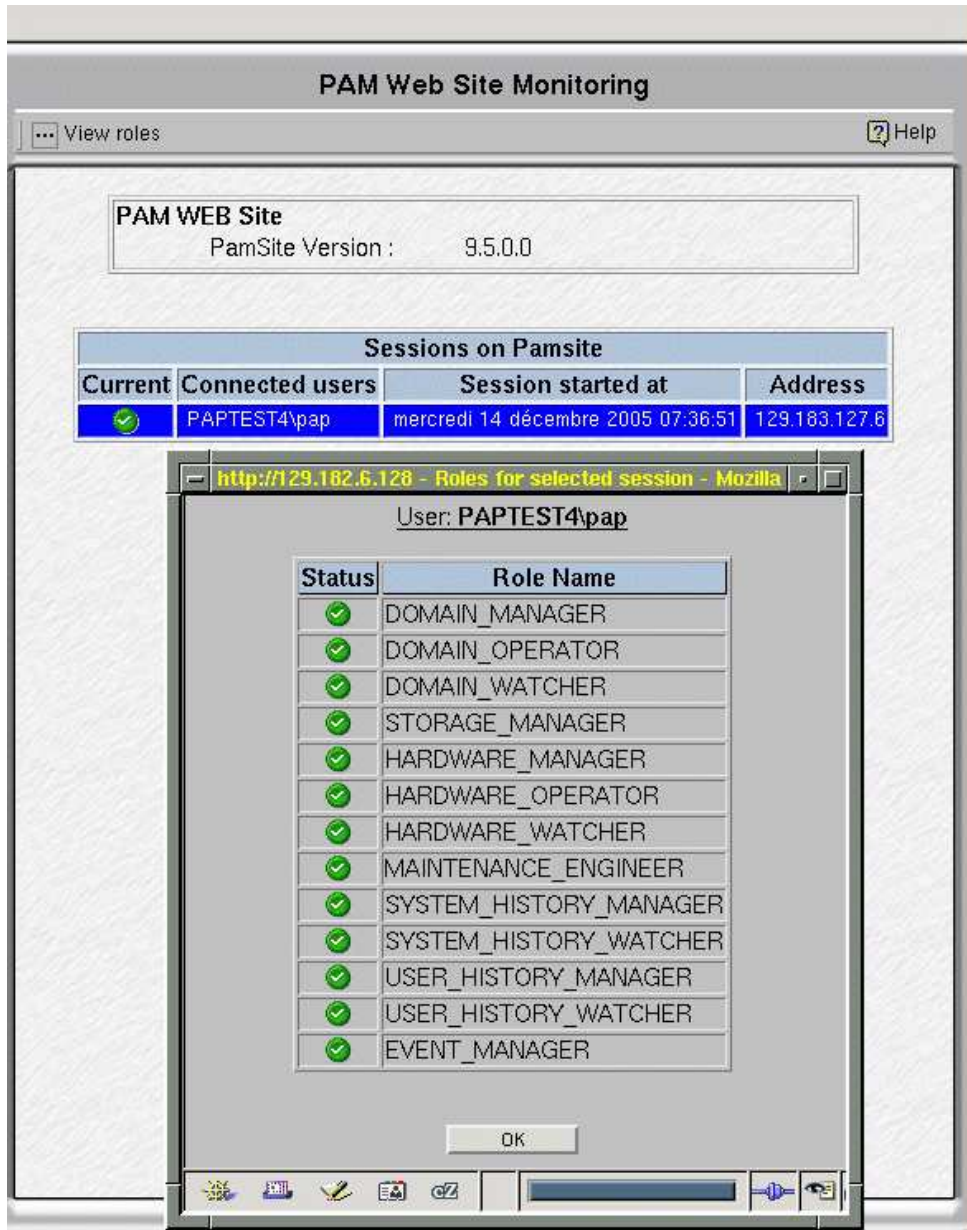 PAM Web Site Monitoring
... View roles
? Help
PAM WEB Site
PamSite Version : 9.5.0.0
Sessions on Pamsite
Current Connected users Session started at Address
PAPTEST4\pap mercredi 14 décembre 2005 07:36:51 129.183.127.6
http://129.182.6.128 - Roles for selected session - Mozilla
User: PAPTEST4\pap
Status Role Name
DOMAIN_MANAGER
DOMAIN_OPERATOR
DOMAIN_WATCHER
STORAGE_MANAGER
HARDWARE_MANAGER
HARDWARE_OPERATOR
HARDWARE_WATCHER
MAINTENANCE_ENGINEER
SYSTEM_HISTORY_MANAGER
SYSTEM_HISTORY_WATCHER
USER_HISTORY_MANAGER
USER_HISTORY_WATCHER
EVENT_MANAGER
OK